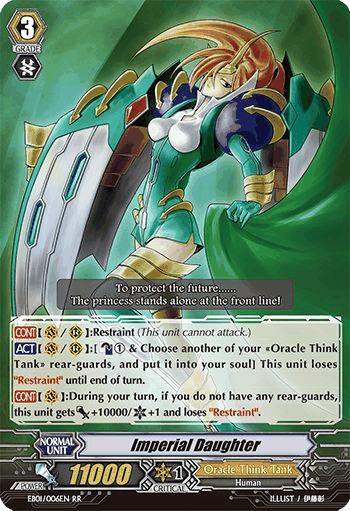 3
GRADE
To protect the future......
The princess stands alone at the front line!
CONT【 / 】:Restraint (This unit cannot attack.)
ACT【 / 】:[ ① & Choose another of your «Oracle Think
Tank» rear-guards, and put it into your soul] This unit loses
"Restraint" until end of turn.
CONT【 】:During your turn, if you do not have any rear-guards,
this unit gets +10000/ +1 and loses "Restraint".
NORMAL
UNIT
Imperial Daughter
POWER
11000
1
CRITICAL
Oracle Think Tank
Human
EB01/006EN RR
ILLUST / 伊藤彰